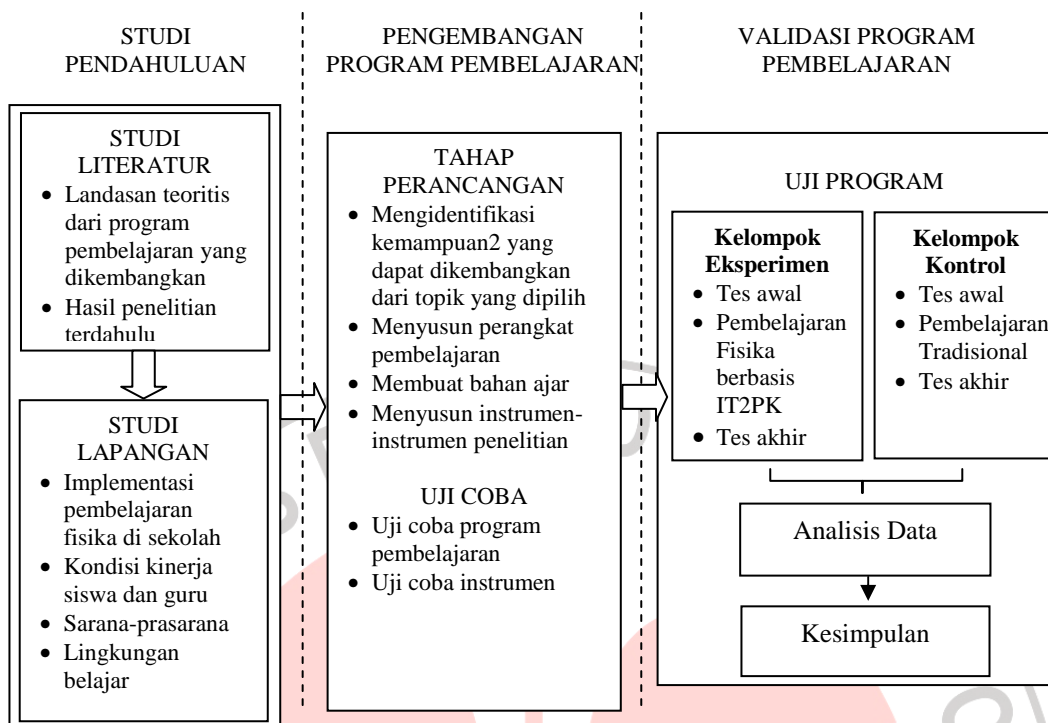 STUDI
PENDAHULUAN
PENGEMBANGAN
PROGRAM PEMBELAJARAN
VALIDASI PROGRAM
PEMBELAJARAN
STUDI
LITERATUR
• Landasan teoritis
dari program
pembelajaran yang
dikembangkan
• Hasil penelitian
terdahulu
STUDI
LAPANGAN
• Implementasi
pembelajaran
fisika di sekolah
• Kondisi kinerja
siswa dan guru
• Sarana-prasarana
• Lingkungan
belajar
TAHAP
PERANCANGAN
• Mengidentifikasi
kemampuan2 yang
dapat dikembangkan
dari topik yang dipilih
• Menyusun perangkat
pembelajaran
• Membuat bahan ajar
• Menyusun instrumen-
instrumen penelitian
UJI COBA
• Uji coba program
pembelajaran
• Uji coba instrumen
UJI PROGRAM
Kelompok
Eksperimen
• Tes awal
• Pembelajaran
Fisika
berbasis
IT2PK
• Tes akhir
Kelompok
Kontrol
• Tes awal
• Pembelajaran
Tradisional
• Tes akhir
Analisis Data
Kesimpulan